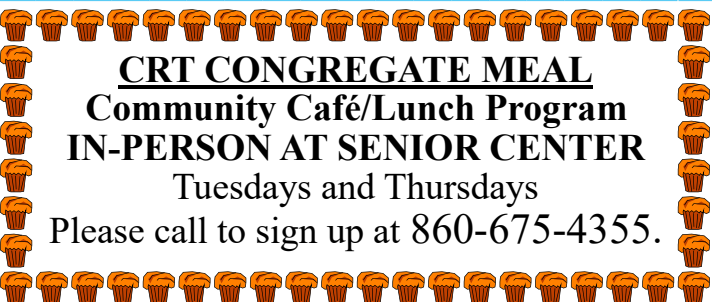 CRT CONGREGATE MEAL
Community Café/Lunch Program
IN-PERSON AT SENIOR CENTER
Tuesdays and Thursdays
Please call to sign up at 860-675-4355.